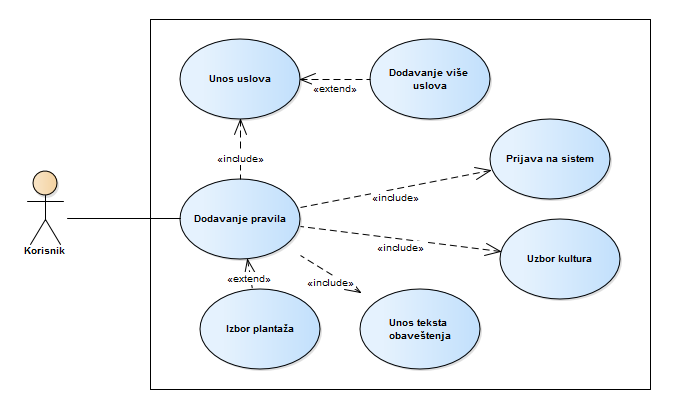 Unos uslova
Dodavanje više
uslova
«extend»
«include»
Prijava na sistem
«include»
Korisnik
Dodavanje pravila
«include»
Uzbor kultura
«extend»
«include»
Izbor plantaža
Unos teksta
obaveštenja